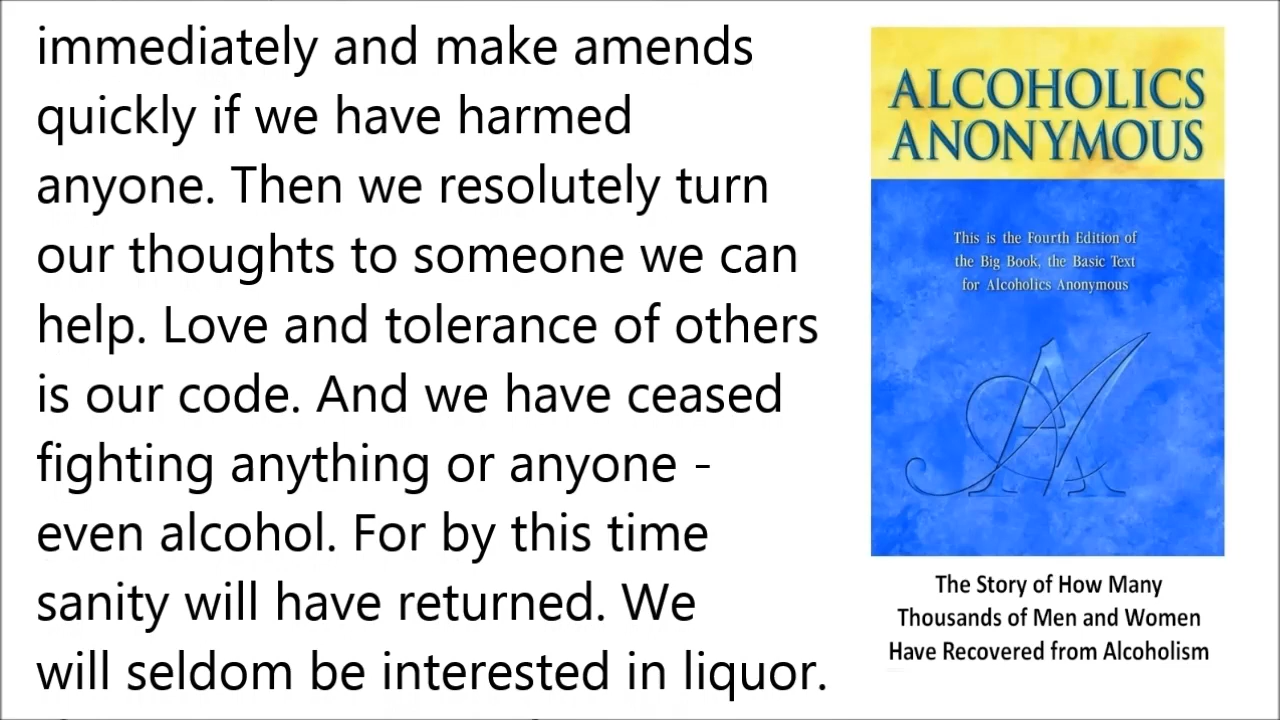 immediately and make amends
quickly if we have harmed
anyone. Then we resolutely turn
our thoughts to someone we can
help. Love and tolerance of others
is our code. And we have ceased
fighting anything or anyone -
even alcohol. For by this time
sanity will have returned. We
will seldom be interested in liquor.
ALCOHOLICS
ANONYMOUS
This is the Fourth Edition of
the Big Book, the Basic Text
for Alcoholics Anonymous
AA
The Story of How Many
Thousands of Men and Women
Have Recovered from Alcoholism